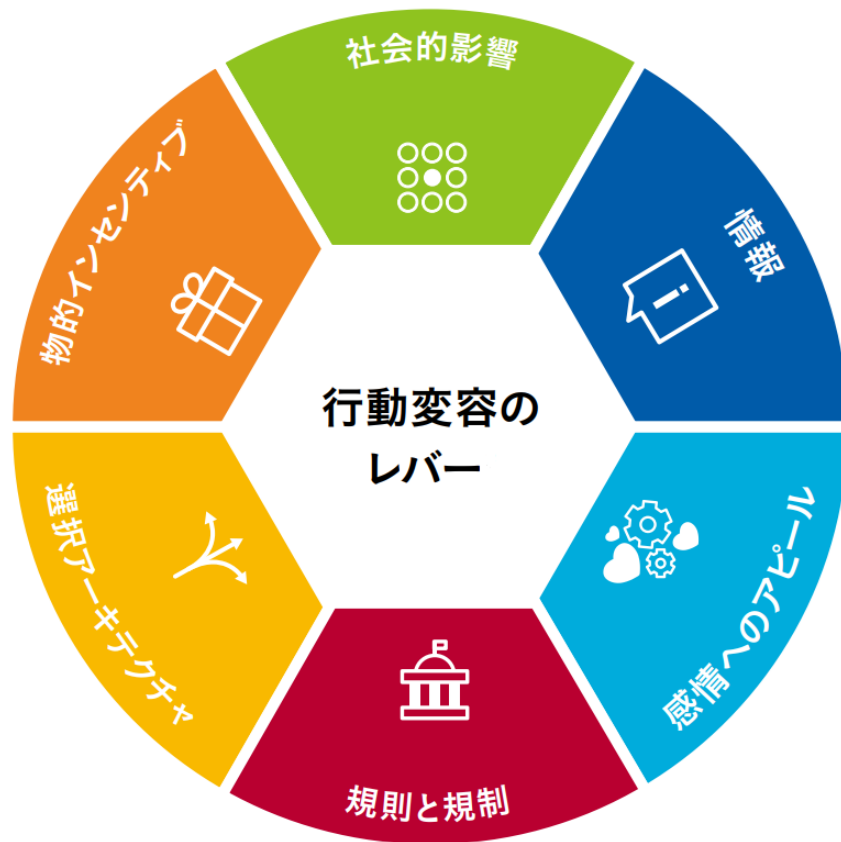 社会的影響
情報
感情へのアピール
規則と規制
選択アーキテクチャ
物的インセンティブ
行動変容の
レバー